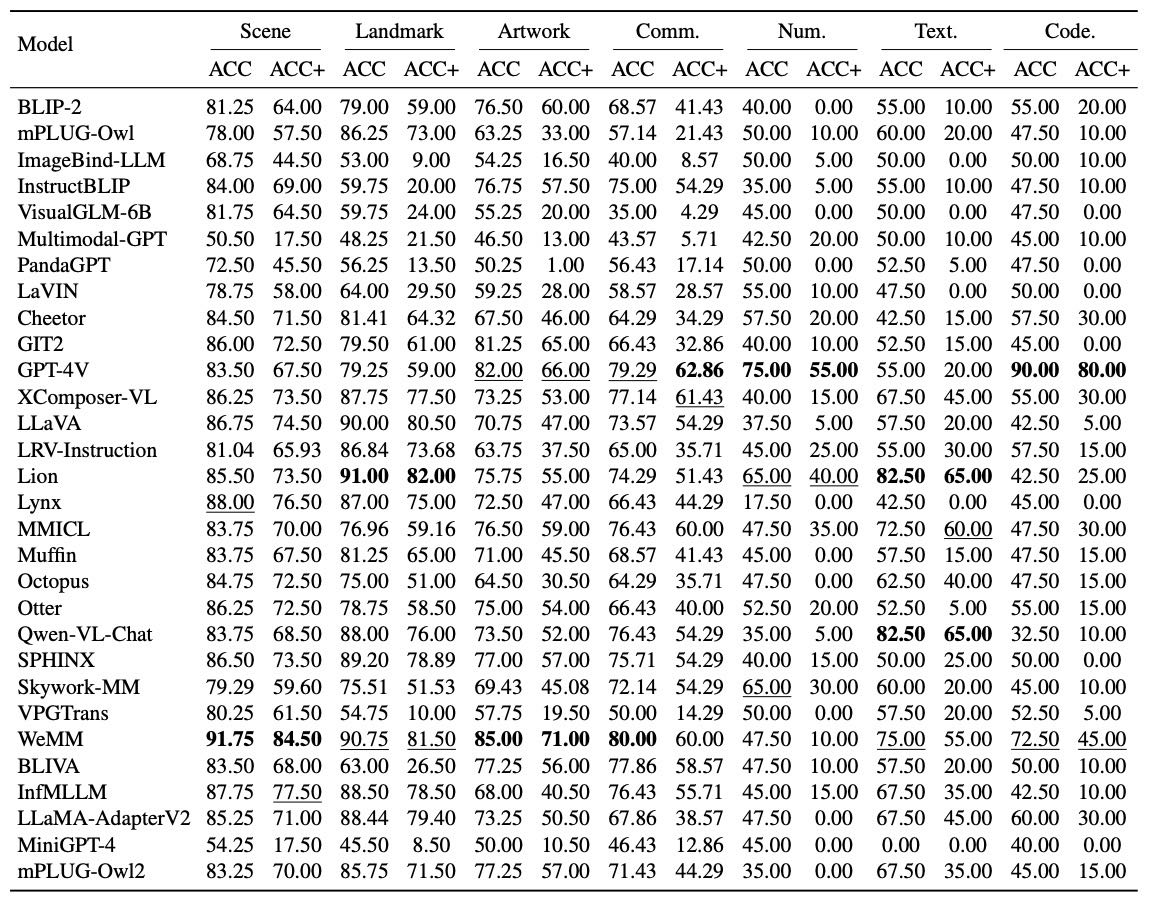 Model Scene Landmark Artwork Comm. Num. Text. Code.
ACC ACC+ ACC ACC+ ACC ACC+ ACC ACC+ ACC ACC+ ACC ACC+ ACC ACC+
BLIP-2 81.25 64.00 79.00 59.00 76.50 60.00 68.57 41.43 40.00 0.00 55.00 10.00 55.00 20.00
mPLUG-Owl 78.00 57.50 86.25 73.00 63.25 33.00 57.14 21.43 50.00 10.00 60.00 20.00 47.50 10.00
ImageBind-LLM 68.75 44.50 53.00 9.00 54.25 16.50 40.00 8.57 50.00 5.00 50.00 0.00 50.00 10.00
InstructBLIP 84.00 69.00 59.75 20.00 76.75 57.50 75.00 54.29 35.00 5.00 55.00 10.00 47.50 10.00
VisualGLM-6B 81.75 64.50 59.75 24.00 55.25 20.00 35.00 4.29 45.00 0.00 50.00 0.00 47.50 0.00
Multimodal-GPT 50.50 17.50 48.25 21.50 46.50 13.00 43.57 5.71 42.50 20.00 50.00 10.00 45.00 10.00
PandaGPT 72.50 45.50 56.25 13.50 50.25 1.00 56.43 17.14 50.00 0.00 52.50 5.00 47.50 0.00
LaVIN 78.75 58.00 64.00 29.50 59.25 28.00 58.57 28.57 55.00 10.00 47.50 0.00 50.00 0.00
Cheetor 84.50 71.50 81.41 64.32 67.50 46.00 64.29 34.29 57.50 20.00 42.50 15.00 57.50 30.00
GIT2 86.00 72.50 79.50 61.00 81.25 65.00 66.43 32.86 40.00 10.00 52.50 15.00 45.00 0.00
GPT-4V 83.50 67.50 79.25 59.00 82.00 66.00 79.29 62.86 75.00 55.00 55.00 20.00 90.00 80.00
XComposer-VL 86.25 73.50 87.75 77.50 73.25 53.00 77.14 61.43 40.00 15.00 67.50 45.00 55.00 30.00
LLaVA 86.75 74.50 90.00 80.50 70.75 47.00 73.57 54.29 37.50 5.00 57.50 20.00 42.50 5.00
LRV-Instruction 81.04 65.93 86.84 73.68 63.75 37.50 65.00 35.71 45.00 25.00 55.00 30.00 57.50 15.00
Lion 85.50 73.50 91.00 82.00 75.75 55.00 74.29 51.43 65.00 40.00 82.50 65.00 42.50 25.00
Lynx 88.00 76.50 87.00 75.00 72.50 47.00 66.43 44.29 17.50 0.00 42.50 0.00 45.00 0.00
MMICL 83.75 70.00 76.96 59.16 76.50 59.00 76.43 60.00 47.50 35.00 72.50 60.00 47.50 30.00
Muffin 83.75 67.50 81.25 65.00 71.00 45.50 68.57 41.43 45.00 0.00 57.50 15.00 47.50 15.00
Octopus 84.75 72.50 75.00 51.00 64.50 30.50 64.29 35.71 47.50 0.00 62.50 40.00 47.50 15.00
Otter 86.25 72.50 78.75 58.50 75.00 54.00 66.43 40.00 52.50 20.00 52.50 5.00 55.00 15.00
Qwen-VL-Chat 83.75 68.50 88.00 76.00 73.50 52.00 76.43 54.29 35.00 5.00 82.50 65.00 32.50 10.00
SPHINX 86.50 73.50 89.20 78.89 77.00 57.00 75.71 54.29 40.00 15.00 50.00 25.00 50.00 0.00
Skywork-MM 79.29 59.60 75.51 51.53 69.43 45.08 72.14 54.29 65.00 30.00 60.00 20.00 45.00 10.00
VPGTrans 80.25 61.50 54.75 10.00 57.75 19.50 50.00 14.29 50.00 0.00 57.50 20.00 52.50 5.00
WeMM 91.75 84.50 90.75 81.50 85.00 71.00 80.00 60.00 47.50 10.00 75.00 55.00 72.50 45.00
BLIVA 83.50 68.00 63.00 26.50 77.25 56.00 77.86 58.57 47.50 10.00 57.50 20.00 50.00 10.00
InfMLLM 87.75 77.50 88.50 78.50 68.00 40.50 76.43 55.71 45.00 15.00 67.50 35.00 42.50 10.00
LLaMA-AdapterV2 85.25 71.00 88.44 79.40 73.25 50.50 67.86 38.57 47.50 0.00 67.50 45.00 60.00 30.00
MiniGPT-4 54.25 17.50 45.50 8.50 50.00 10.50 46.43 12.86 45.00 0.00 0.00 0.00 40.00 0.00
mPLUG-Owl2 83.25 70.00 85.75 71.50 77.25 57.00 71.43 44.29 35.00 0.00 67.50 35.00 45.00 15.00